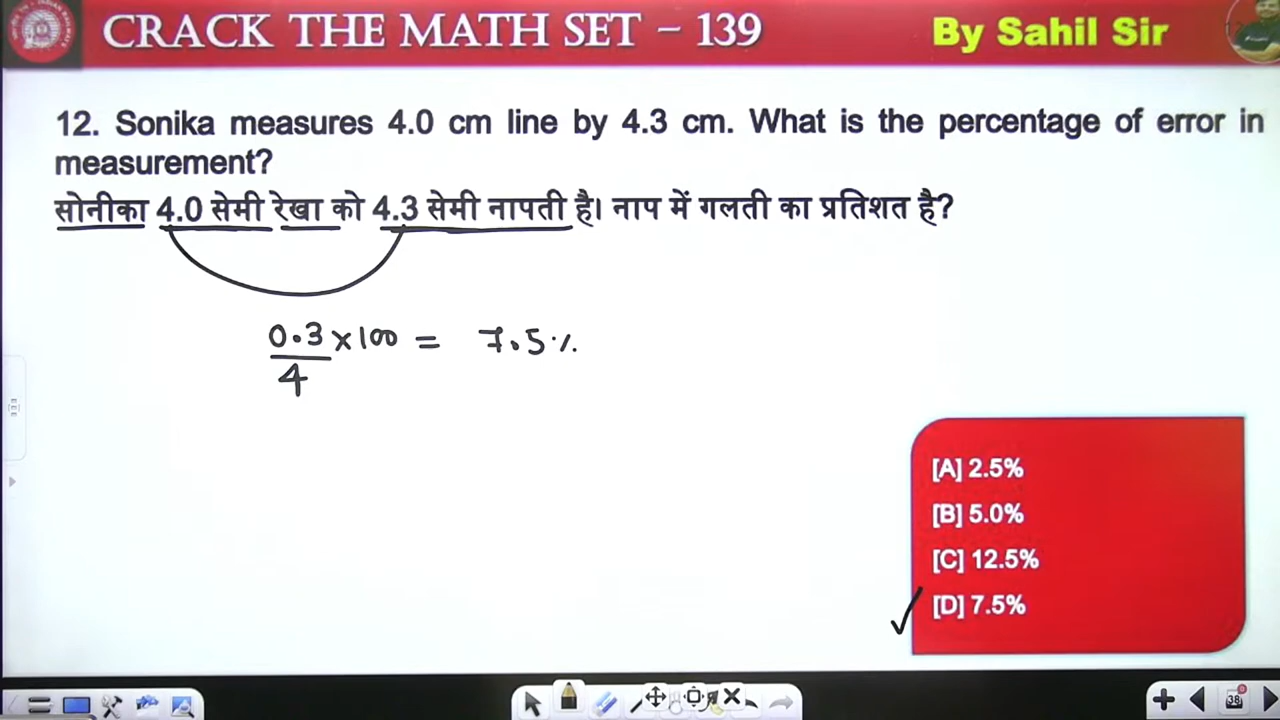 CRACK THE MATH SET – 139
By Sahil Sir
12. Sonika measures 4.0 cm line by 4.3 cm. What is the percentage of error in
measurement?
सोनीका 4.0 सेमी रेखा को 4.3 सेमी नापती है। नाप में गलती का प्रतिशत है?
0.3 × 100 = 7.5%
4
[A] 2.5%
[B] 5.0%
[C] 12.5%
[D] 7.5%
38